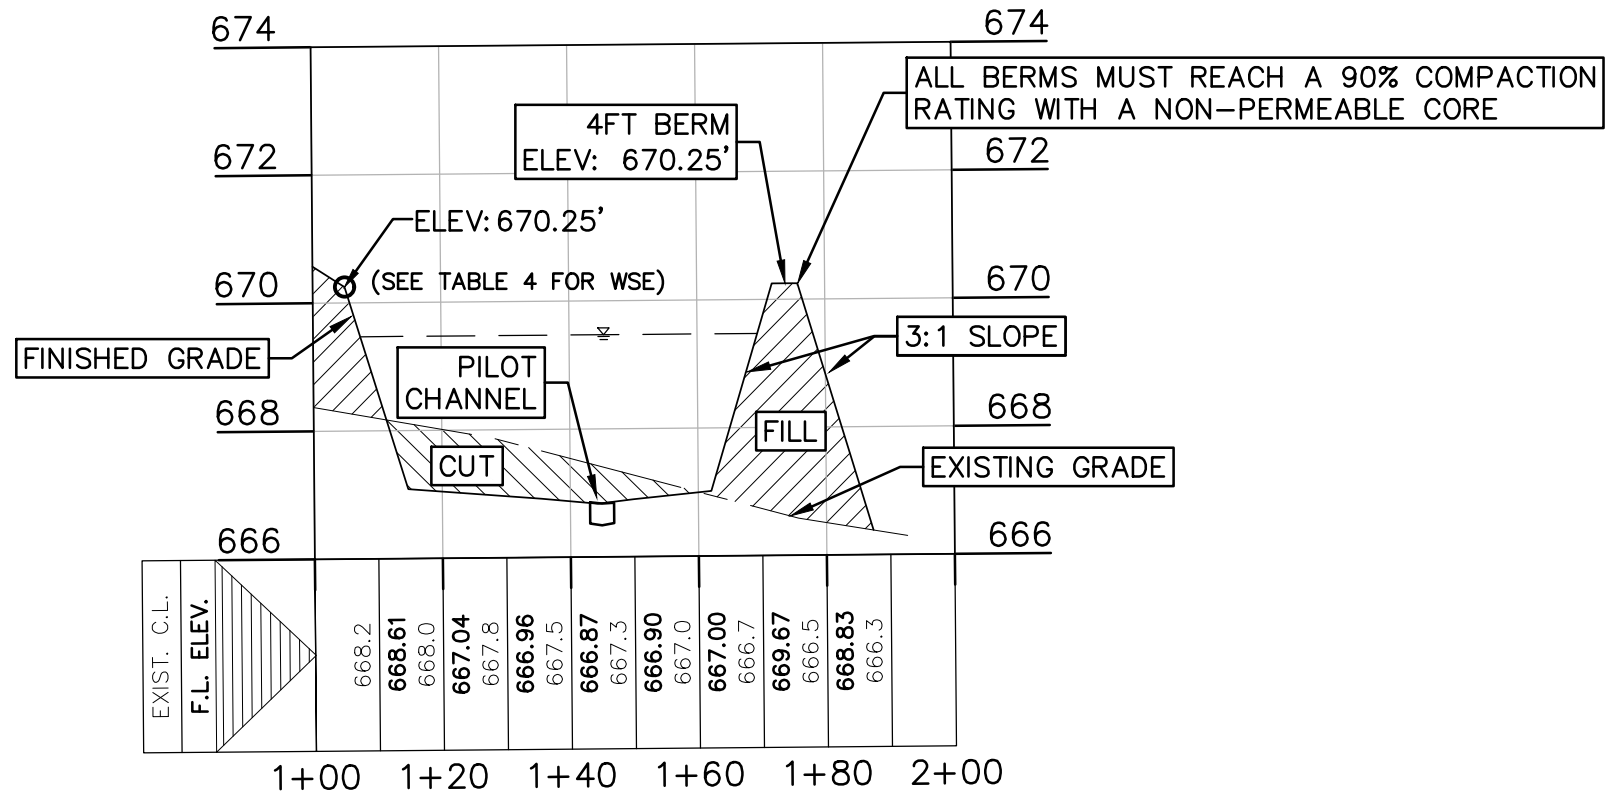 674
674
ALL BERMS MUST REACH A 90% COMPACTION
RATING WITH A NON-PERMEABLE CORE
4FT BERM
ELEV: 670.25'
672
672
ELEV: 670.25'
(SEE TABLE 4 FOR WSE)
670
670
FINISHED GRADE
3:1 SLOPE
PILOT
CHANNEL
668
668
FILL
CUT
EXISTING GRADE
666
666
EXIST. C.L.
F.L. ELEV.
668.2
668.61
668.0
667.04
667.8
666.96
667.5
666.87
667.3
666.90
667.0
667.00
666.7
669.67
666.5
668.83
666.3
1+00 1+20 1+40 1+60 1+80 2+00